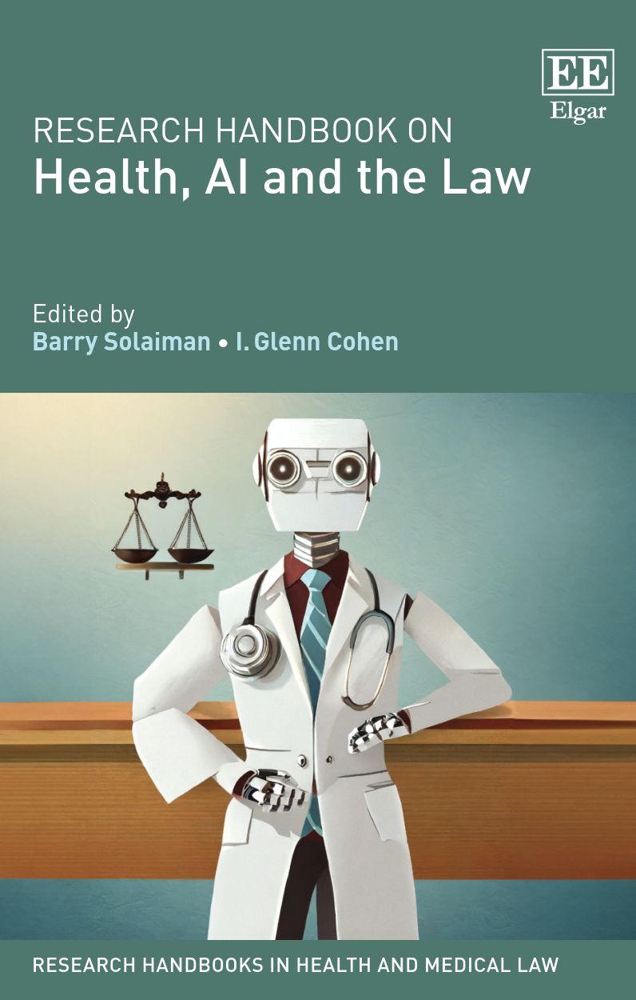 EE
Elgar
RESEARCH HANDBOOK ON
Health, AI and the Law
Edited by
Barry Solaiman • I. Glenn Cohen
RESEARCH HANDBOOKS IN HEALTH AND MEDICAL LAW